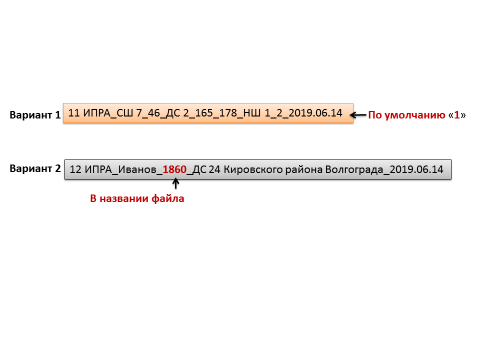 Вариант 1 11 ИПРА_СШ 7_46_ДС 2_165_178_НШ 1_2_2019.06.14 По умолчанию «1»
Вариант 2 12 ИПРА_Иванов_1860_ДС 24 Кировского района Волгограда_2019.06.14
В названии файла